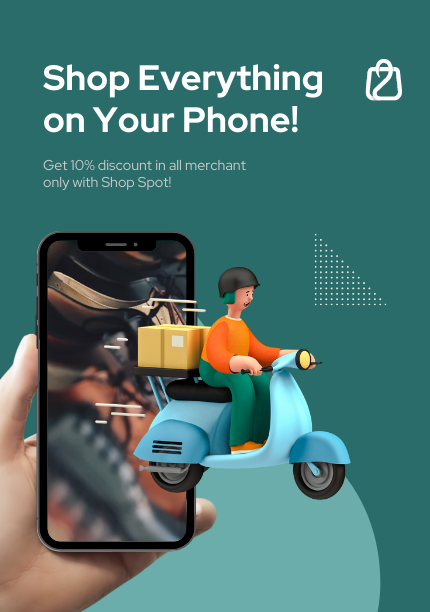 Shop Everything
on Your Phone!
Get 10% discount in all merchant
only with Shop Spot!